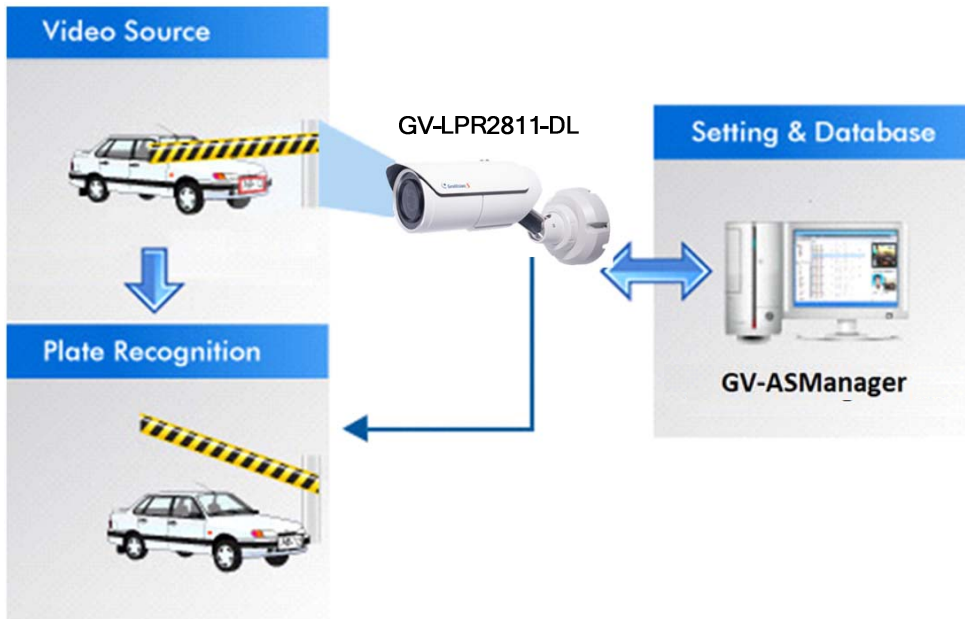 Video Source
GV-LPR2811-DL
Setting & Database
Plate Recognition
GV-ASManager